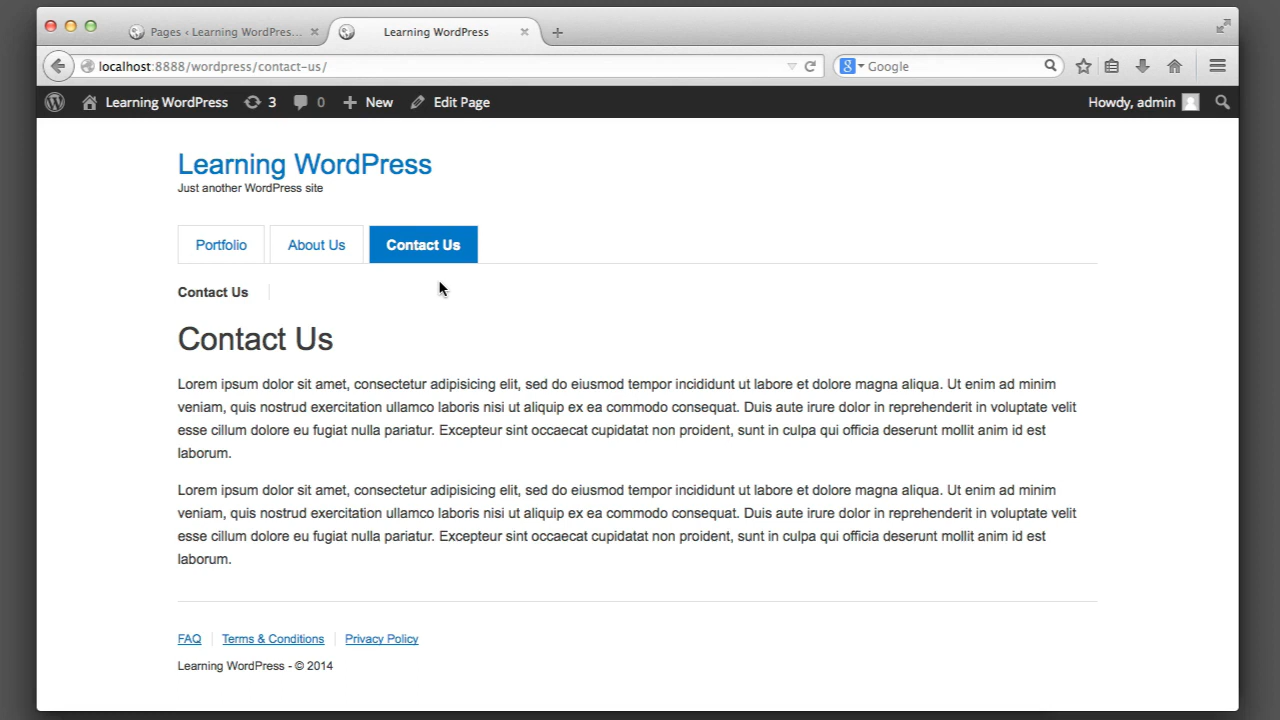 Pages ‹ Learning WordPres...
Learning WordPress
localhost:8888/wordpress/contact-us/
Google
Learning WordPress
3
0
New
Edit Page
Howdy, admin
Learning WordPress
Just another WordPress site
Portfolio
About Us
Contact Us
Contact Us
Contact Us
Lorem ipsum dolor sit amet, consectetur adipisicing elit, sed do eiusmod tempor incididunt ut labore et dolore magna aliqua. Ut enim ad minim
veniam, quis nostrud exercitation ullamco laboris nisi ut aliquip ex ea commodo consequat. Duis aute irure dolor in reprehenderit in voluptate velit
esse cillum dolore eu fugiat nulla pariatur. Excepteur sint occaecat cupidatat non proident, sunt in culpa qui officia deserunt mollit anim id est
laborum.
Lorem ipsum dolor sit amet, consectetur adipisicing elit, sed do eiusmod tempor incididunt ut labore et dolore magna aliqua. Ut enim ad minim
veniam, quis nostrud exercitation ullamco laboris nisi ut aliquip ex ea commodo consequat. Duis aute irure dolor in reprehenderit in voluptate velit
esse cillum dolore eu fugiat nulla pariatur. Excepteur sint occaecat cupidatat non proident, sunt in culpa qui officia deserunt mollit anim id est
laborum.
FAQ
Terms & Conditions
Privacy Policy
Learning WordPress - © 2014